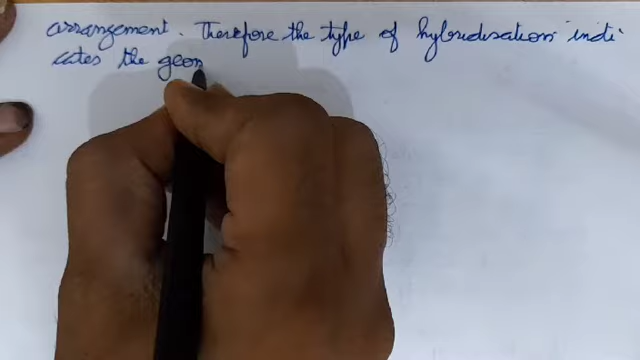 arrangement. Therefore the type of hybridisation indi
cates the geom